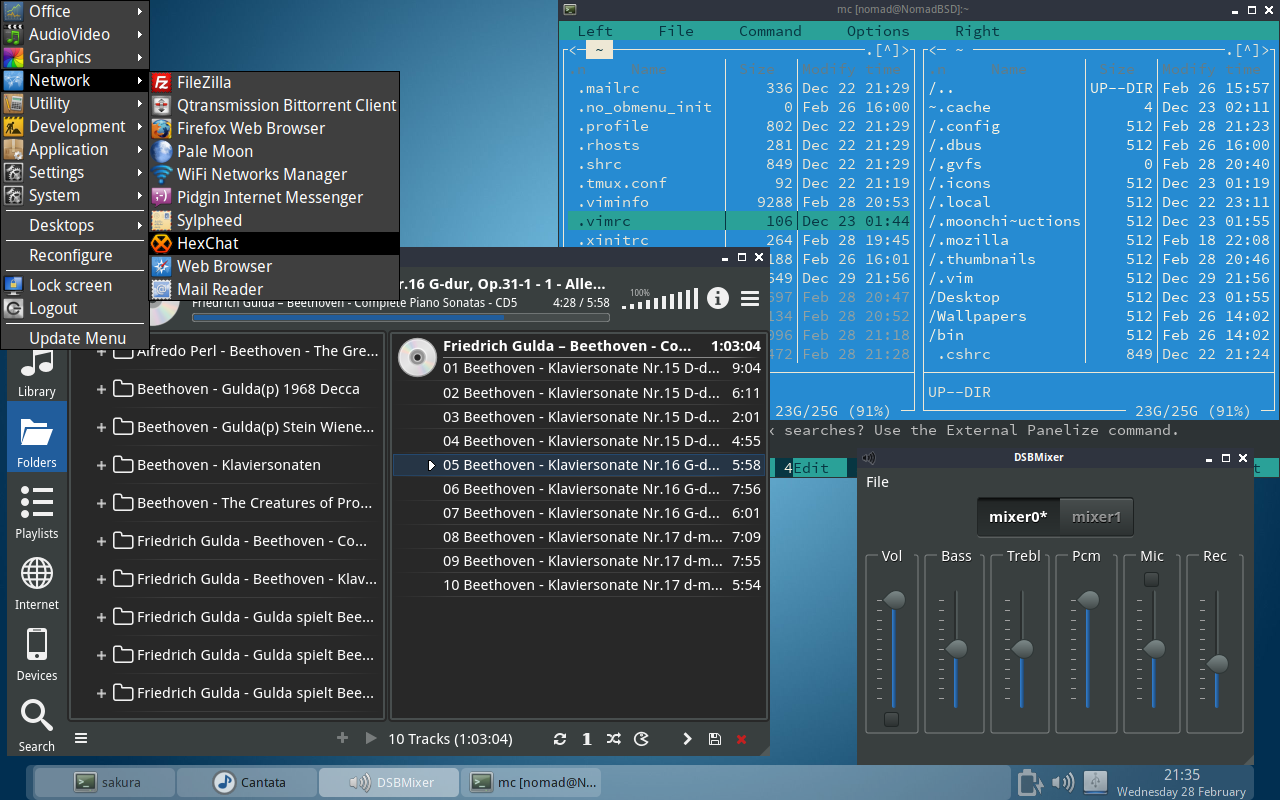 Office
AudioVideo
Graphics
Network
Utility
Development
Application
Settings
System
Desktops
Reconfigure
Lock screen
Logout
Update Menu
FileZilla
Qtransmission Bittorrent Client
Firefox Web Browser
Pale Moon
WiFi Networks Manager
Pidgin Internet Messenger
Sylpheed
HexChat
Web Browser
Mail Reader
mc [nomad@NomadBSD]:~
Left File Command Options Right
<─ ~ .[^]>
.mailrc 336 Dec 22 21:29
.no_obmenu_init 0 Feb 26 16:00
.profile 802 Dec 22 21:29
.rhosts 281 Dec 22 21:29
.shrc 849 Dec 22 21:29
.tmux.conf 92 Dec 22 21:19
.viminfo 9288 Feb 28 20:53
.vimrc 106 Dec 23 01:44
.xinitrc 264 Feb 28 19:45
166 Feb 26 16:01
649 Dec 29 21:56
597 Feb 28 20:47
134 Feb 28 20:52
996 Feb 28 21:18
472 Feb 28 21:28
23G/25G (91%)
<─ ~ .[^]>
/.. UP--DIR Feb 26 15:57
~.cache 4 Dec 23 02:11
/.config 512 Feb 28 21:23
/.dbus 512 Feb 26 16:00
/.gvfs 0 Feb 28 20:40
/.icons 512 Dec 23 01:19
/.local 512 Dec 22 23:11
/.moonchi~uctions 512 Dec 23 01:55
/.mozilla 512 Feb 18 22:08
/.thumbnails 512 Feb 28 20:46
/.vim 512 Dec 29 21:56
/Desktop 512 Dec 23 01:55
/Wallpapers 512 Feb 26 14:02
/bin 512 Feb 26 14:02
.cshrc 849 Dec 22 21:24
UP--DIR
23G/25G (91%)
searches? Use the External Panelize command.
4Edit
r.16 G-dur, Op.31-1 - 1 - Alle...
Friedrich Gulda – Beethoven - Complete Piano Sonatas - CD5 4:28 / 5:58
100%
Library
Folders
Playlists
Internet
Devices
Search
Alfredo Perl - Beethoven - The Gre...
Beethoven - Gulda(p) 1968 Decca
Beethoven - Gulda(p) Stein Wiene...
Beethoven - Klaviersonaten
Beethoven - The Creatures of Pro...
Friedrich Gulda - Beethoven - Co...
Friedrich Gulda - Beethoven - Klav...
Friedrich Gulda - Gulda spielt Bee...
Friedrich Gulda - Gulda spielt Bee...
Friedrich Gulda - Gulda spielt Bee...
Friedrich Gulda – Beethoven - Co... 1:03:04
01 Beethoven - Klaviersonate Nr.15 D-d... 9:04
02 Beethoven - Klaviersonate Nr.15 D-d... 6:11
03 Beethoven - Klaviersonate Nr.15 D-d... 2:01
04 Beethoven - Klaviersonate Nr.15 D-d... 4:55
05 Beethoven - Klaviersonate Nr.16 G-d... 5:58
06 Beethoven - Klaviersonate Nr.16 G-d... 7:56
07 Beethoven - Klaviersonate Nr.16 G-d... 6:01
08 Beethoven - Klaviersonate Nr.17 d-m... 7:09
09 Beethoven - Klaviersonate Nr.17 d-m... 7:55
10 Beethoven - Klaviersonate Nr.17 d-m... 5:54
10 Tracks (1:03:04)
1
DSBMixer
File
mixer0* mixer1
Vol Bass Trebl Pcm Mic Rec
sakura
Cantata
DSBMixer
mc [nomad@N...
21:35
Wednesday 28 February